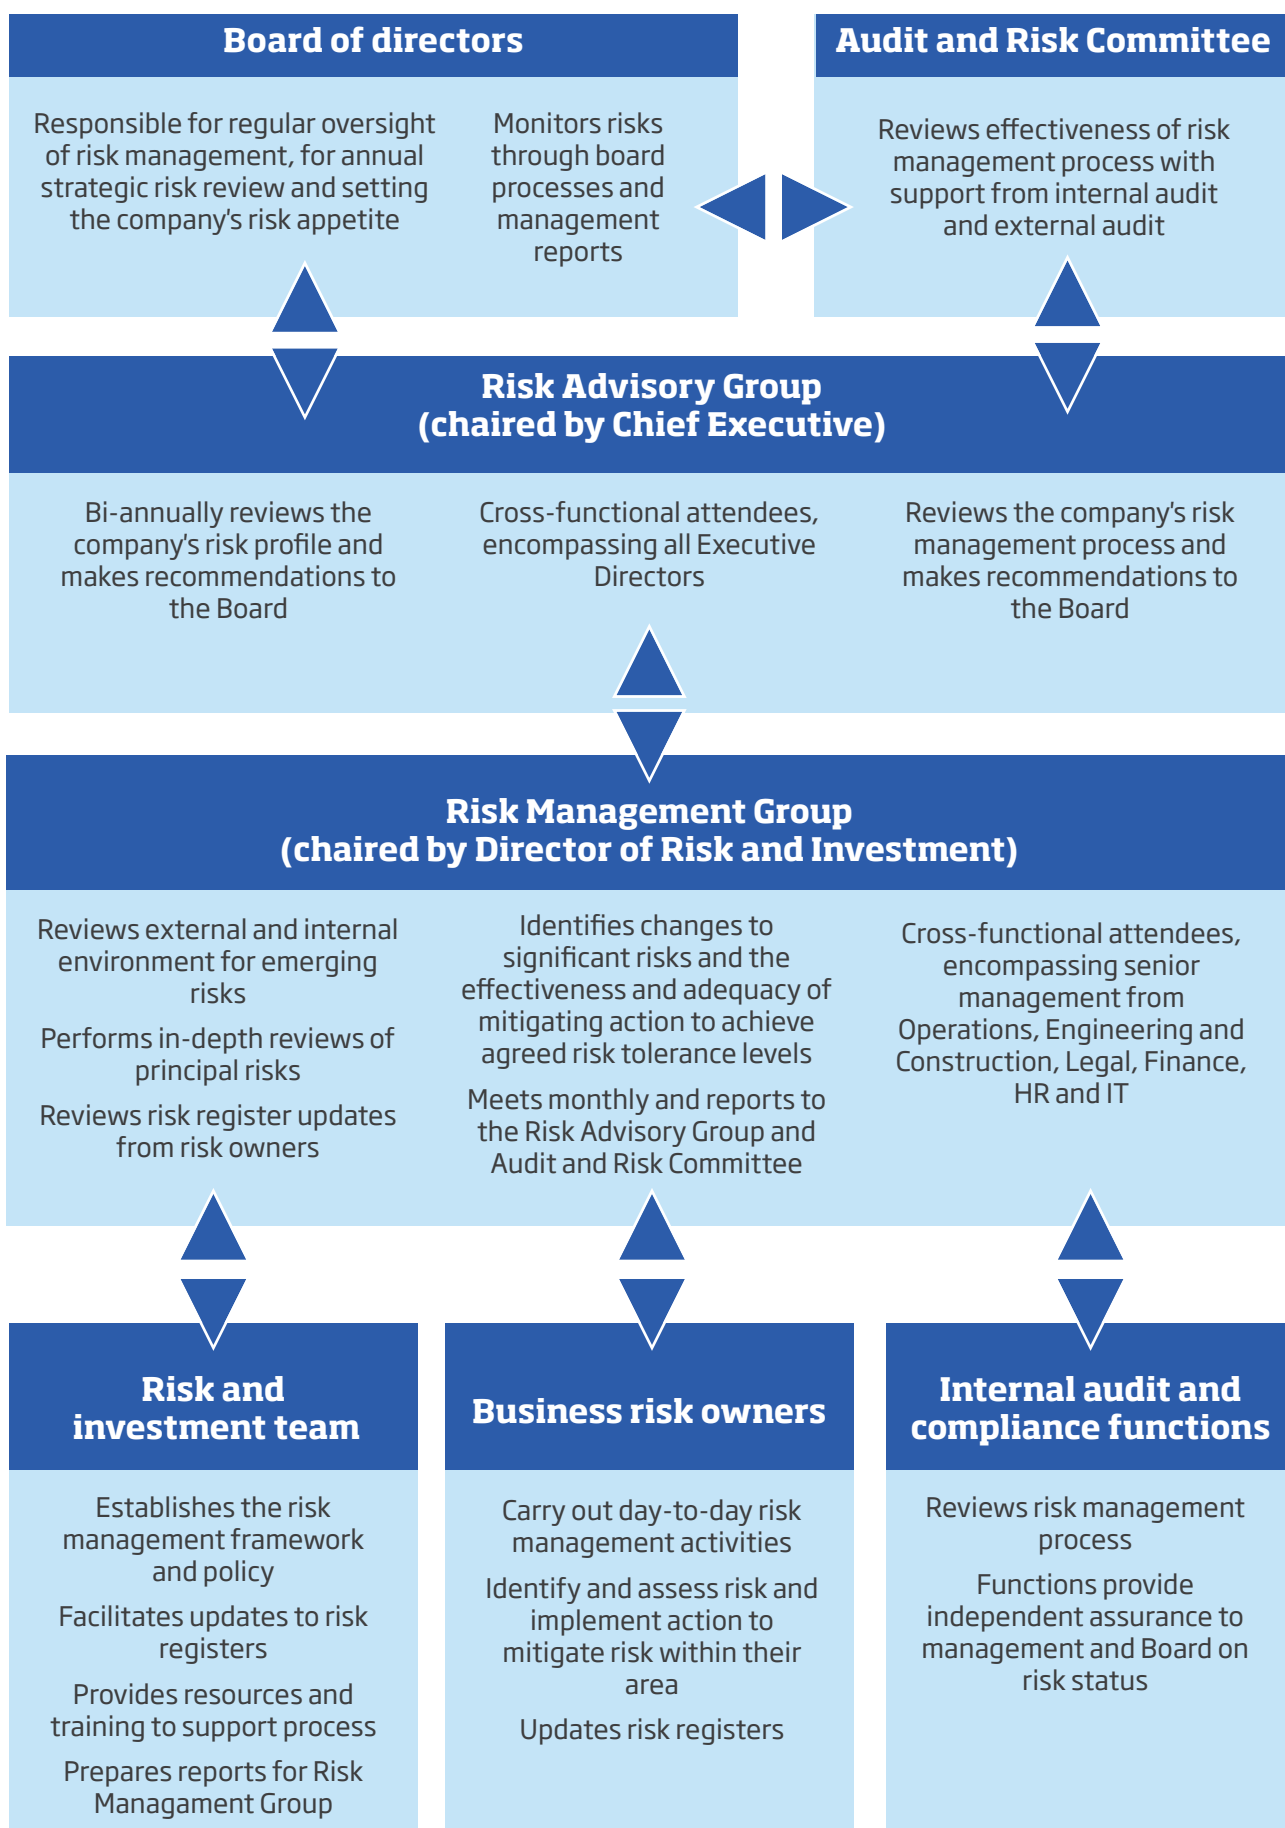 Board of directors
Responsible for regular oversight
of risk management, for annual
strategic risk review and setting
the company's risk appetite
Monitors risks
through board
processes and
management
reports
Audit and Risk Committee
Reviews effectiveness of risk
management process with
support from internal audit
and external audit
Risk Advisory Group
(chaired by Chief Executive)
Bi-annually reviews the
company's risk profile and
makes recommendations to
the Board
Cross-functional attendees,
encompassing all Executive
Directors
Reviews the company's risk
management process and
makes recommendations to
the Board
Risk Management Group
(chaired by Director of Risk and Investment)
Reviews external and internal
environment for emerging
risks
Performs in-depth reviews of
principal risks
Reviews risk register updates
from risk owners
Identifies changes to
significant risks and the
effectiveness and adequacy of
mitigating action to achieve
agreed risk tolerance levels
Meets monthly and reports to
the Risk Advisory Group and
Audit and Risk Committee
Cross-functional attendees,
encompassing senior
management from
Operations, Engineering and
Construction, Legal, Finance,
HR and IT
Risk and
investment team
Establishes the risk
management framework
and policy
Facilitates updates to risk
registers
Provides resources and
training to support process
Prepares reports for Risk
Managament Group
Business risk owners
Carry out day-to-day risk
management activities
Identify and assess risk and
implement action to
mitigate risk within their
area
Updates risk registers
Internal audit and
compliance functions
Reviews risk management
process
Functions provide
independent assurance to
management and Board on
risk status